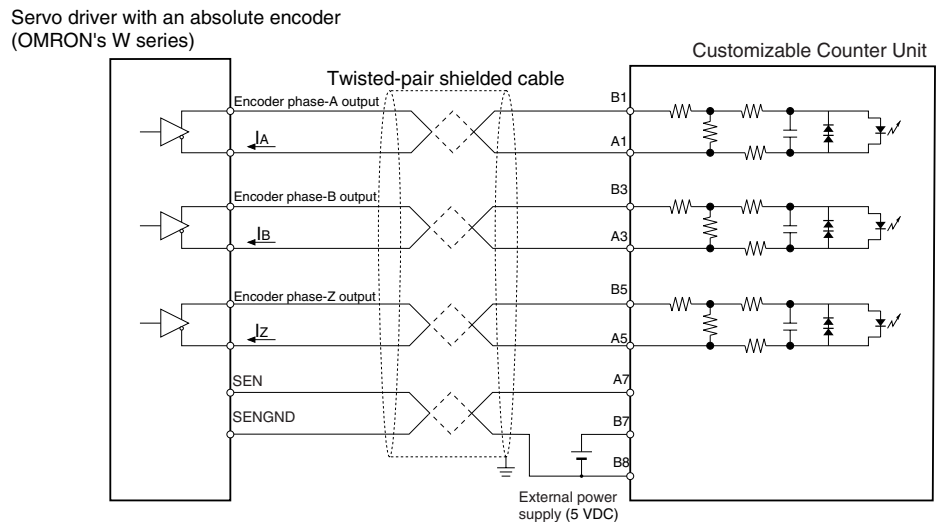 Servo driver with an absolute encoder
(OMRON's W series)
Customizable Counter Unit
Twisted-pair shielded cable
Encoder phase-A output
B1
IA
A1
Encoder phase-B output
B3
IB
A3
Encoder phase-Z output
B5
IZ
A5
SEN
A7
SENGND
B7
B8
External power
supply (5 VDC)